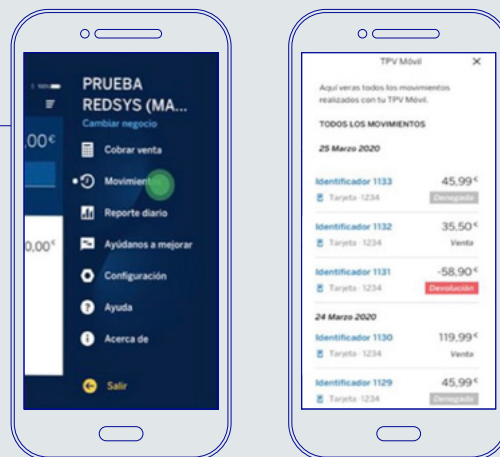 PRUEBA
REDSYS (MA...
Cambiar negocio
,00€
Cobrar venta
Movimientos
Reporte diario
0,00€
Ayúdanos a mejorar
Configuración
Ayuda
Acerca de
Salir
TPV Móvil
Aquí veras todos los movimientos
realizados con tu TPV Móvil.
TODOS LOS MOVIMIENTOS
25 Marzo 2020
Identificador 1133 45,99€
Tarjeta · 1234 Denegada
Identificador 1132 35,50€
Tarjeta · 1234 Venta
Identificador 1131 -58,90€
Tarjeta · 1234 Devolución
24 Marzo 2020
Identificador 1130 119,99€
Tarjeta · 1234 Venta
Identificador 1129 45,99€
Tarjeta · 1234 Denegada